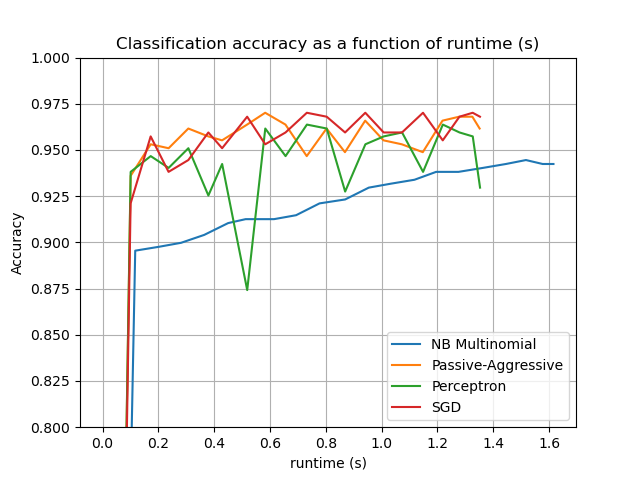 Classification accuracy as a function of runtime (s)
1.000
0.975
0.950
0.925
0.900
0.875
0.850
0.825
0.800
Accuracy
NB Multinomial
Passive-Aggressive
Perceptron
SGD
0.0 0.2 0.4 0.6 0.8 1.0 1.2 1.4 1.6
runtime (s)